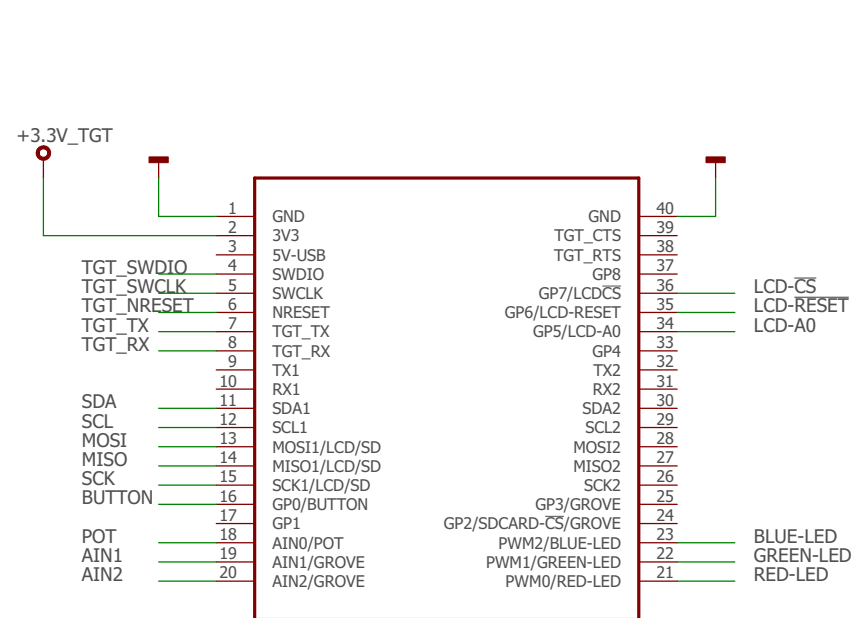 +3.3V_TGT
1 GND GND 40
2 3V3 TGT_CTS 39
3 5V-USB TGT_RTS 38
TGT_SWDIO 4 SWDIO GP8 37
TGT_SWCLK 5 SWCLK GP7/LCDC̅S̅ 36 LCD-C̅S̅
TGT_NRESET 6 NRESET GP6/LCD-RESET 35 LCD-R̅E̅S̅E̅T̅
TGT_TX 7 TGT_TX GP5/LCD-A0 34 LCD-A0
TGT_RX 8 TGT_RX GP4 33
9 TX1 TX2 32
10 RX1 RX2 31
SDA 11 SDA1 SDA2 30
SCL 12 SCL1 SCL2 29
MOSI 13 MOSI1/LCD/SD MOSI2 28
MISO 14 MISO1/LCD/SD MISO2 27
SCK 15 SCK1/LCD/SD SCK2 26
BUTTON 16 GP0/BUTTON GP3/GROVE 25
17 GP1 GP2/SDCARD-C̅S̅/GROVE 24
POT 18 AIN0/POT PWM2/BLUE-LED 23 BLUE-LED
AIN1 19 AIN1/GROVE PWM1/GREEN-LED 22 GREEN-LED
AIN2 20 AIN2/GROVE PWM0/RED-LED 21 RED-LED